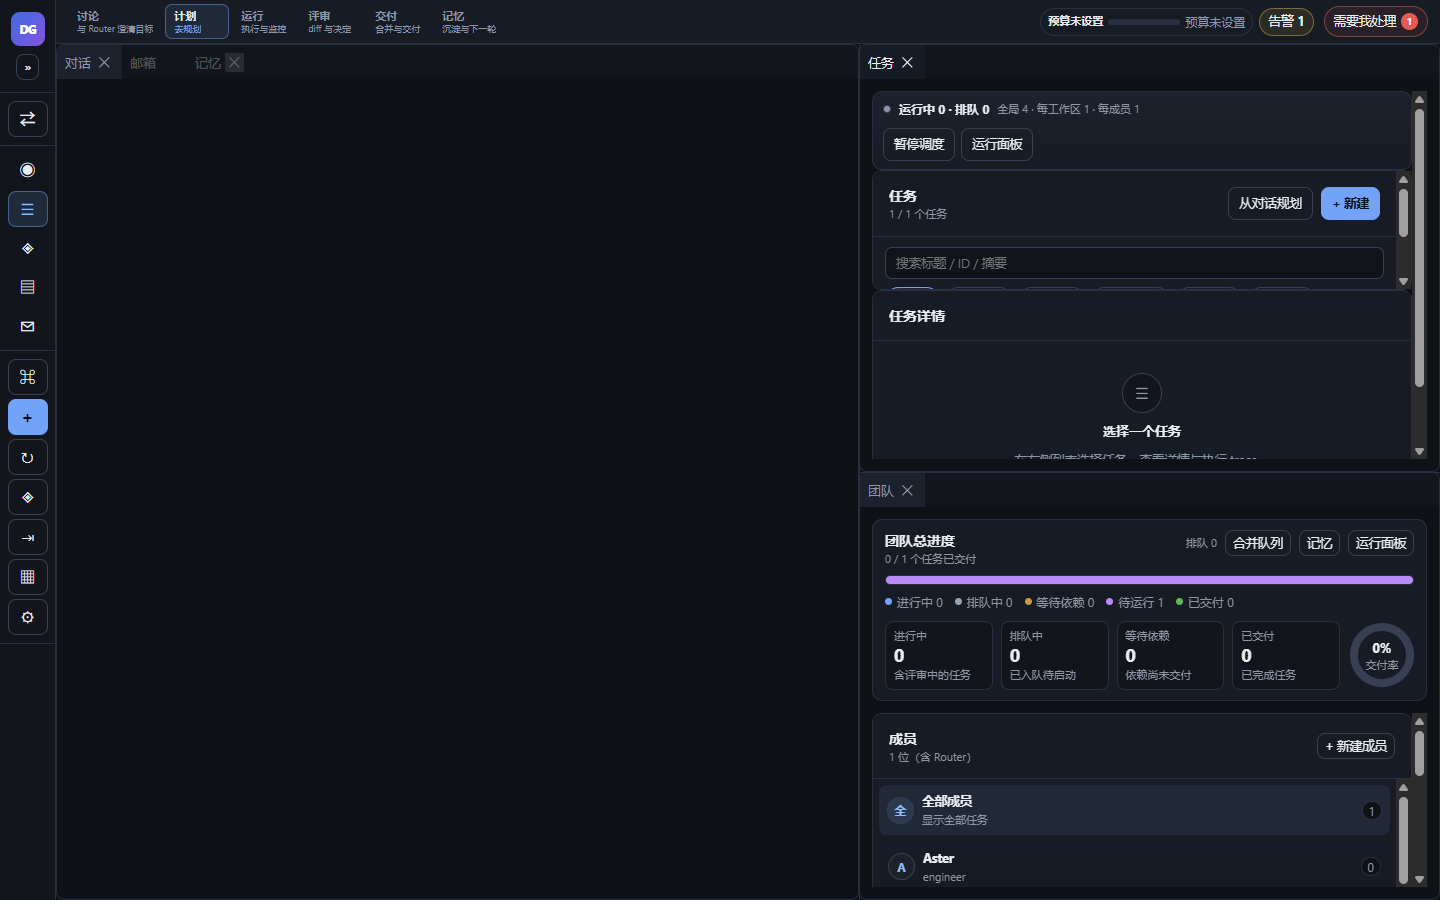 DG
»
讨论
与 Router 澄清目标
计划
去规划
运行
执行与监控
评审
diff 与决定
交付
合并与交付
记忆
沉淀与下一轮
预算未设置 预算未设置
告警 1
需要我处理 1
对话
邮箱
记忆
任务
运行中 0 · 排队 0 全局 4 · 每工作区 1 · 每成员 1
暂停调度 运行面板
任务
1 / 1 个任务
从对话规划 + 新建
搜索标题 / ID / 摘要
任务详情
选择一个任务
团队
团队总进度
0 / 1 个任务已交付
排队 0 合并队列 记忆 运行面板
进行中 0 排队中 0 等待依赖 0 待运行 1 已交付 0
进行中
0
含评审中的任务
排队中
0
已入队待启动
等待依赖
0
依赖尚未交付
已交付
0
已完成任务
0%
交付率
成员
1 位（含 Router）
+ 新建成员
全
全部成员
显示全部任务
1
A
Aster
engineer
0